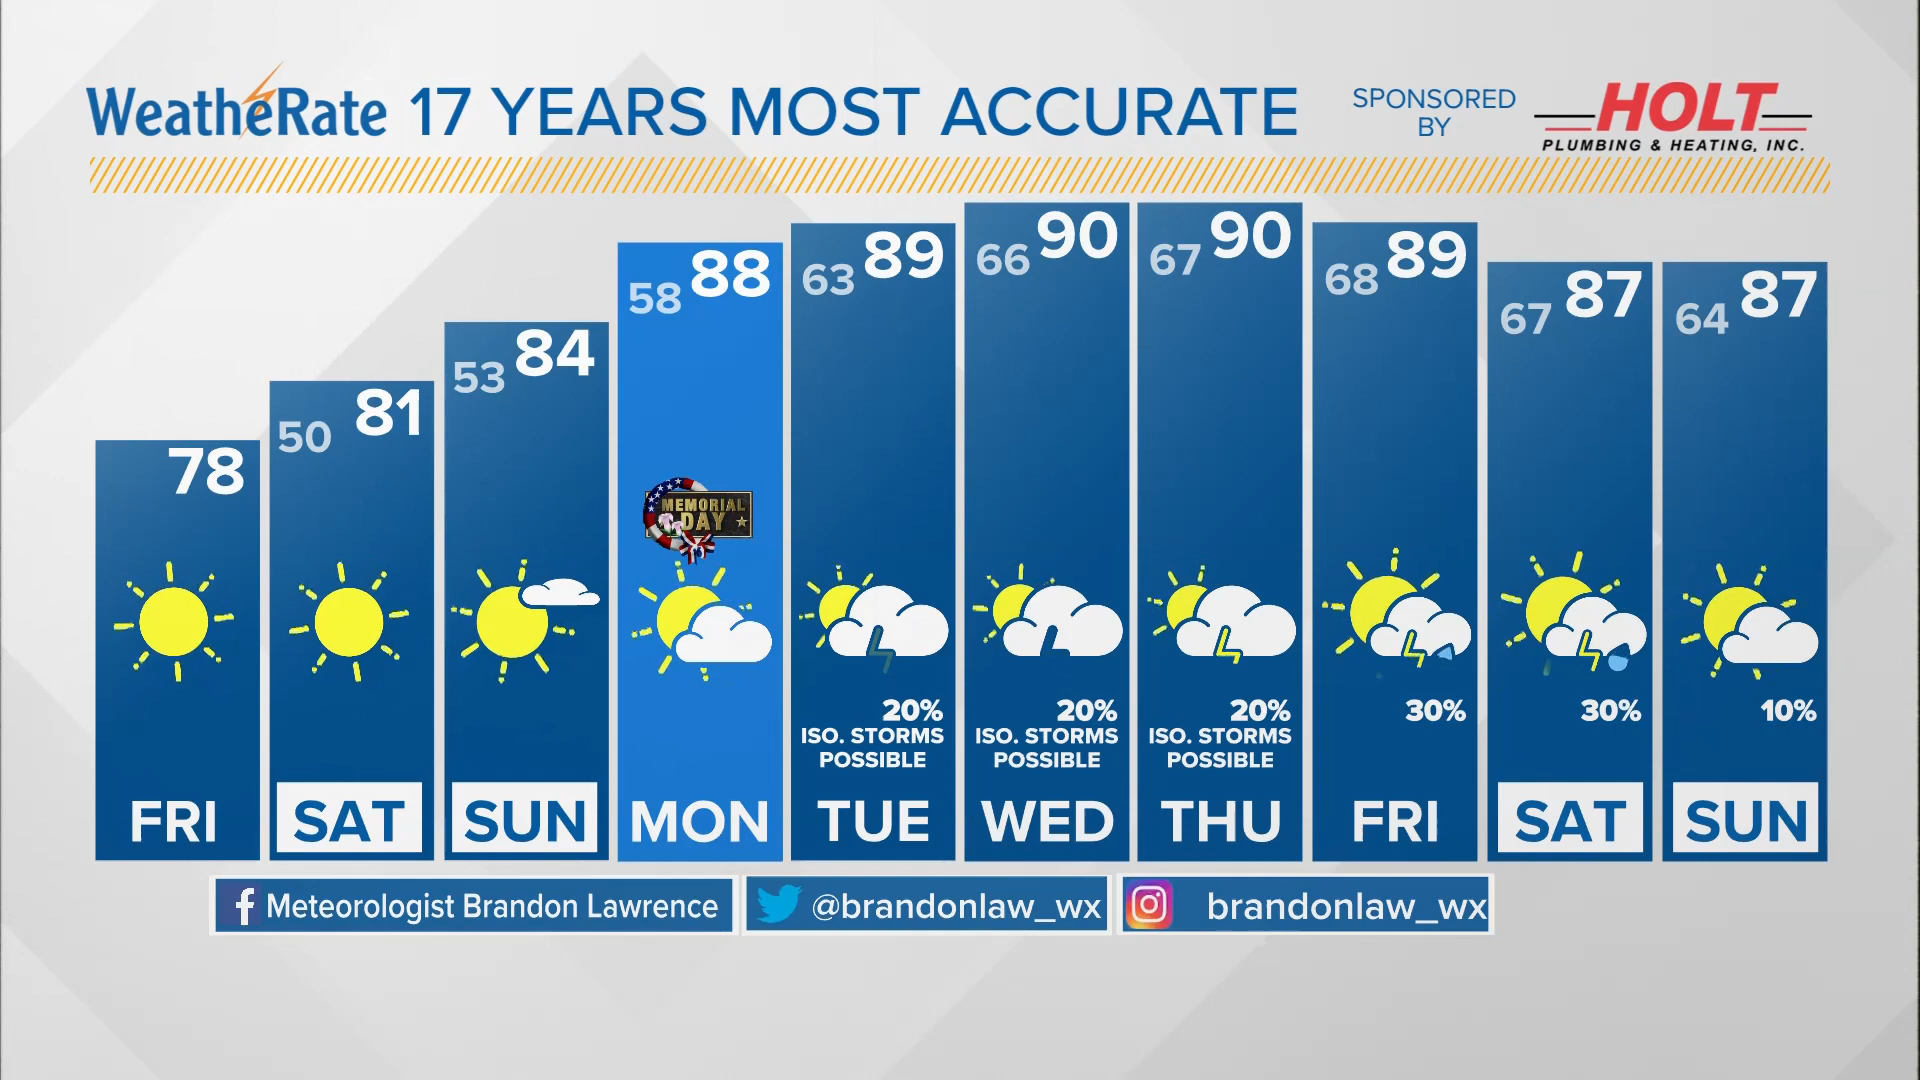 WeatheRate 17 YEARS MOST ACCURATE
SPONSORED
BY
HOLT
PLUMBING & HEATING, INC.
78
50 81
53 84
58 88
63 89
66 90
67 90
68 89
67 87
64 87
MEMORIAL
DAY
20%
ISO. STORMS
POSSIBLE
20%
ISO. STORMS
POSSIBLE
20%
ISO. STORMS
POSSIBLE
30%
30%
10%
FRI
SAT
SUN
MON
TUE
WED
THU
FRI
SAT
SUN
Meteorologist Brandon Lawrence
@brandonlaw_wx
brandonlaw_wx